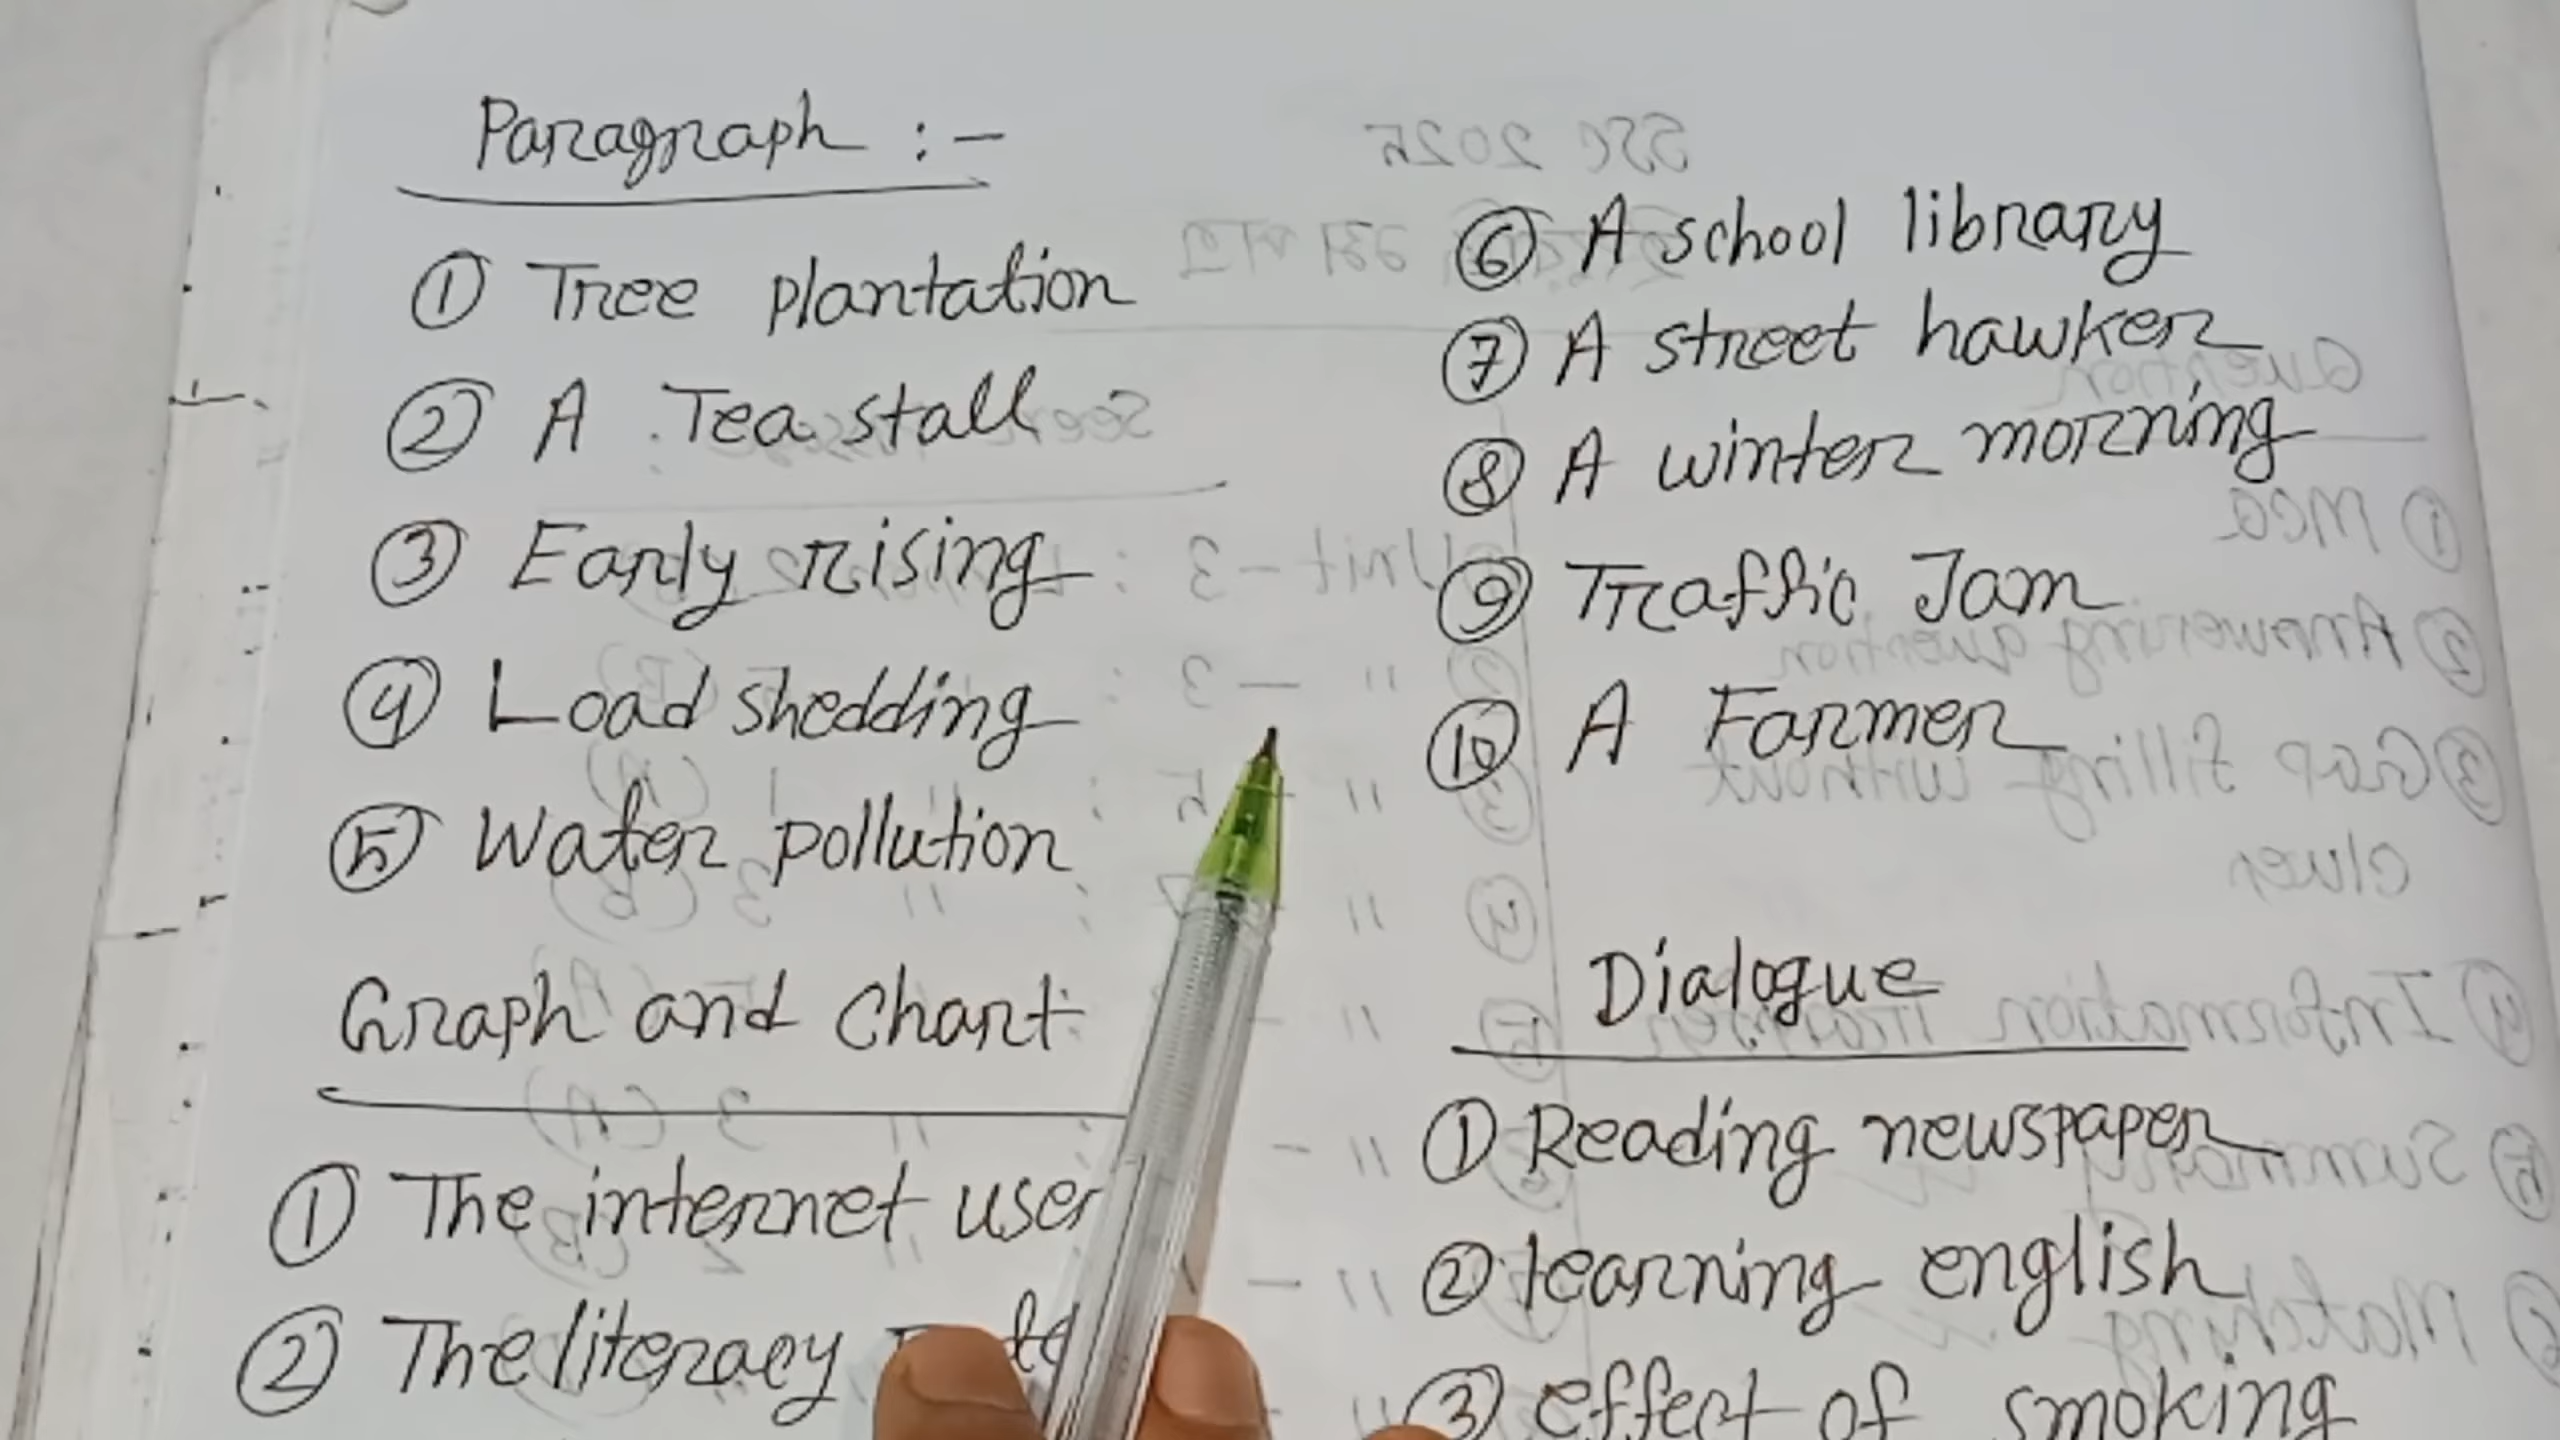 Paragraph :-
① Tree plantation
② A Tea stall
③ Early rising
④ Load shedding
⑤ Water pollution
⑥ A school library
⑦ A street hawker
⑧ A winter morning
⑨ Traffic Jam
⑩ A Farmer
Graph and Chart
① The internet user
② The literacy
Dialogue
① Reading newspaper
② learning english
③ effect of smoking